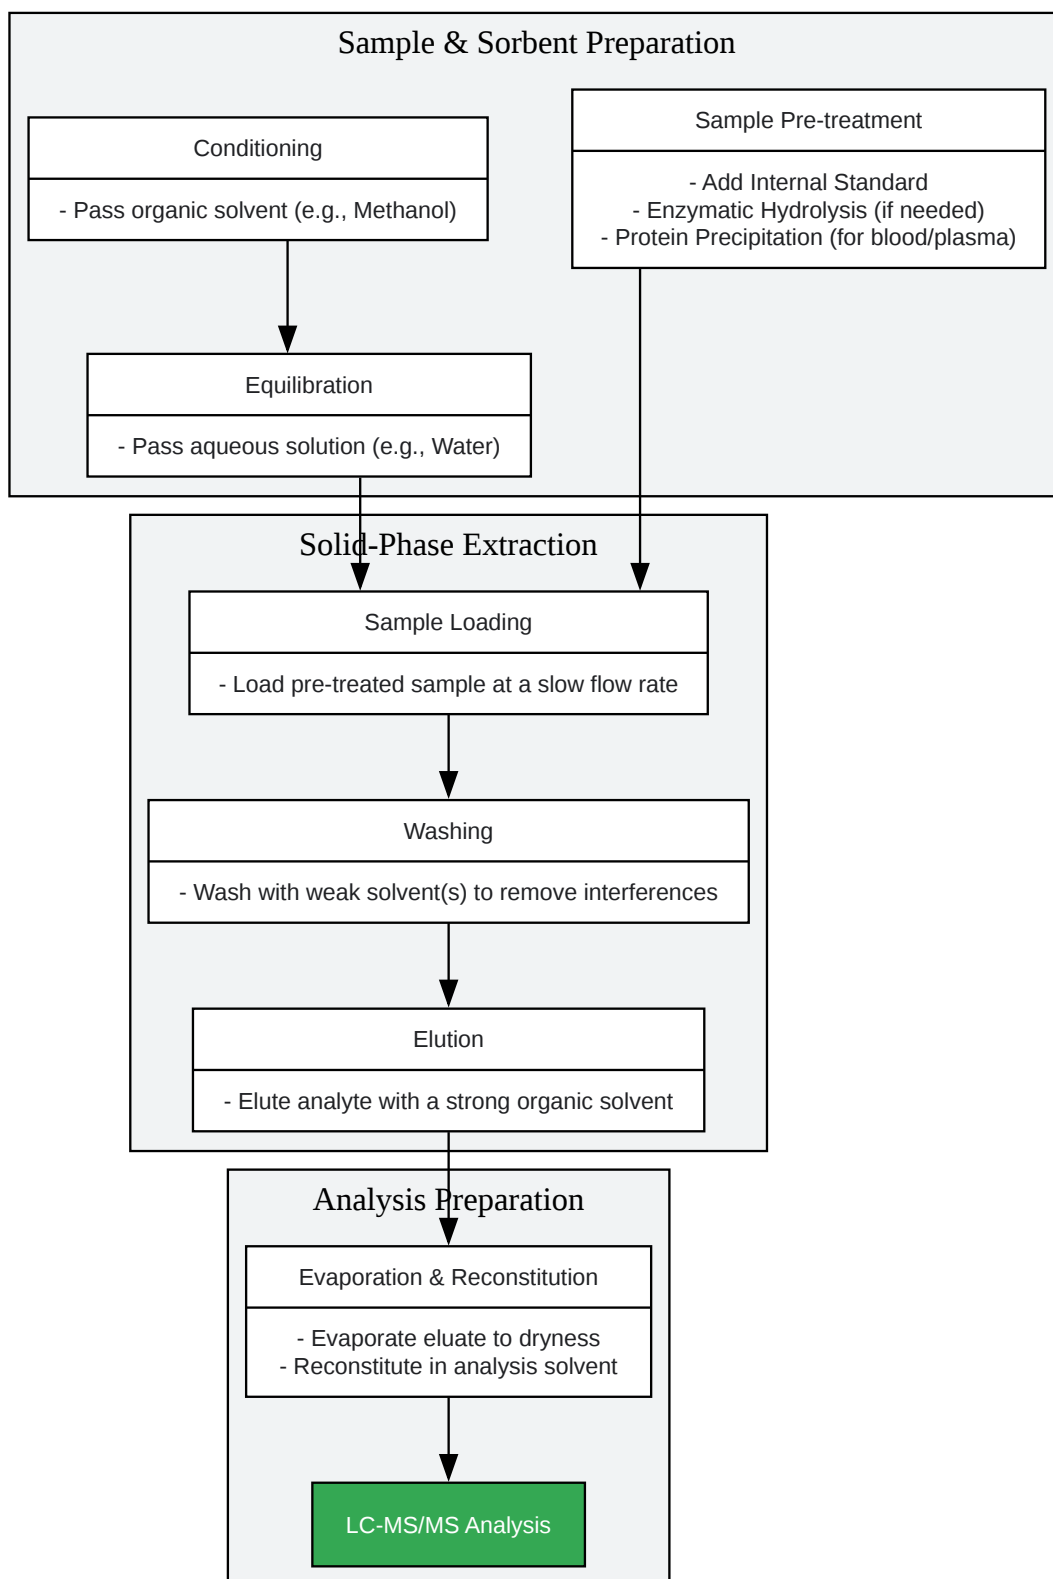 Sample & Sorbent Preparation
Conditioning
- Pass organic solvent (e.g., Methanol)
Sample Pre-treatment
- Add Internal Standard
- Enzymatic Hydrolysis (if needed)
- Protein Precipitation (for blood/plasma)
Equilibration
- Pass aqueous solution (e.g., Water)
Solid-Phase Extraction
Sample Loading
- Load pre-treated sample at a slow flow rate
Washing
- Wash with weak solvent(s) to remove interferences
Elution
- Elute analyte with a strong organic solvent
Analysis Preparation
Evaporation & Reconstitution
- Evaporate eluate to dryness
- Reconstitute in analysis solvent
LC-MS/MS Analysis